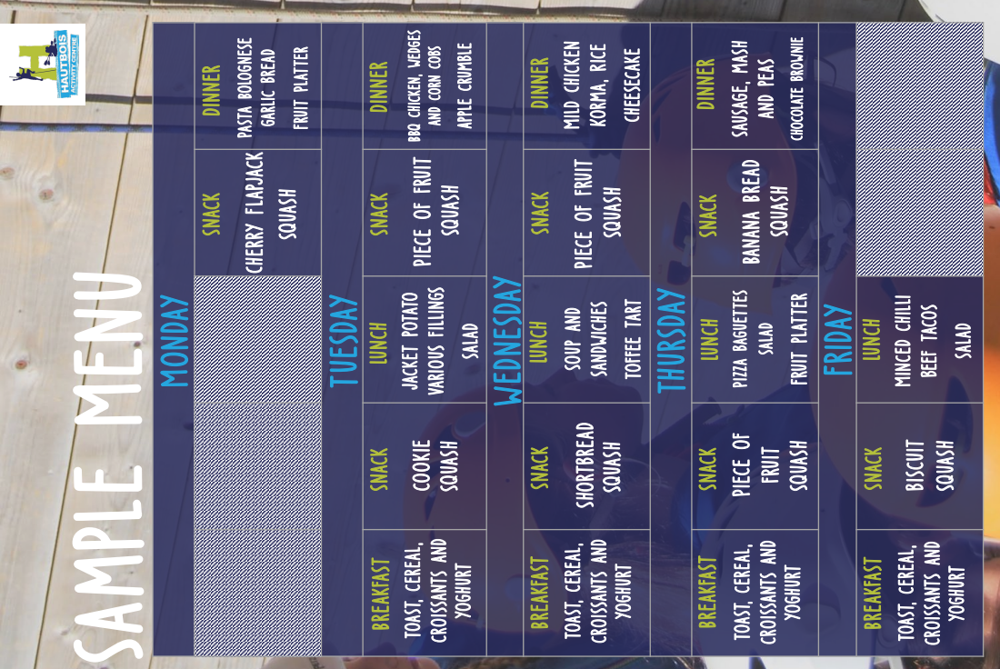 HAUTBOIS
ACTIVITY CENTRE
SAMPLE MENU
MONDAY
SNACK
CHERRY FLAPJACK
SQUASH
DINNER
PASTA BOLOGNESE
GARLIC BREAD
FRUIT PLATTER
TUESDAY
BREAKFAST
TOAST, CEREAL,
CROISSANTS AND
YOGHURT
SNACK
COOKIE
SQUASH
LUNCH
JACKET POTATO
VARIOUS FILLINGS
SALAD
SNACK
PIECE OF FRUIT
SQUASH
DINNER
BBQ CHICKEN, WEDGES
AND CORN COBS
APPLE CRUMBLE
WEDNESDAY
BREAKFAST
TOAST, CEREAL,
CROISSANTS AND
YOGHURT
SNACK
SHORTBREAD
SQUASH
LUNCH
SOUP AND
SANDWICHES
TOFFEE TART
SNACK
PIECE OF FRUIT
SQUASH
DINNER
MILD CHICKEN
KORMA, RICE
CHEESECAKE
THURSDAY
BREAKFAST
TOAST, CEREAL,
CROISSANTS AND
YOGHURT
SNACK
PIECE OF
FRUIT
SQUASH
LUNCH
PIZZA BAGUETTES
SALAD
FRUIT PLATTER
SNACK
BANANA BREAD
SQUASH
DINNER
SAUSAGE, MASH
AND PEAS
CHOCOLATE BROWNIE
FRIDAY
BREAKFAST
TOAST, CEREAL,
CROISSANTS AND
YOGHURT
SNACK
BISCUIT
SQUASH
LUNCH
MINCED CHILLI
BEEF TACOS
SALAD